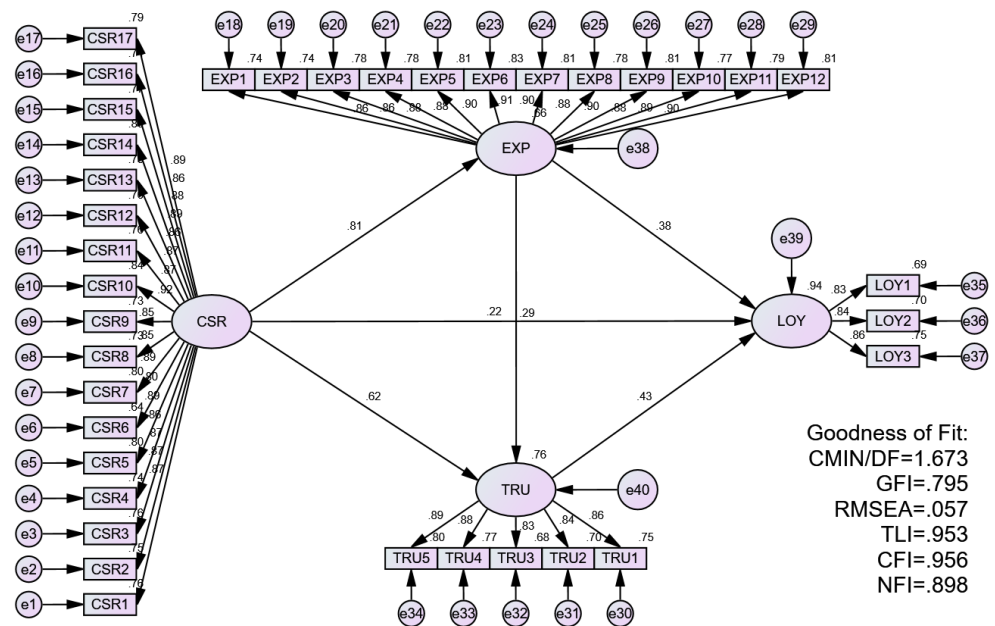 e18 e19 e20 e21 e22 e23 e24 e25 e26 e27 e28 e29
.74 .74 .78 .78 .81 .83 .81 .78 .81 .77 .79 .81
EXP1 EXP2 EXP3 EXP4 EXP5 EXP6 EXP7 EXP8 EXP9 EXP10 EXP11 EXP12
.86 .86 .88 .88 .90 .91 .90 .88 .90 .88 .89 .90
.66
EXP
e38
.79
e17 CSR17
e16 CSR16
e15 CSR15
e14 CSR14
e13 CSR13
e12 CSR12
e11 CSR11
.84
e10 CSR10
.73
e9 CSR9
e8 CSR8
.80
e7 CSR7
.64
e6 CSR6
.80
e5 CSR5
.74
e4 CSR4
.76
e3 CSR3
.75
e2 CSR2
.76
e1 CSR1
.89
.86
.88
.89
.87
.87
.92
.85
.85
.89
.89
.86
.87
.87
.87
CSR
.81
.38
.22 .29
.62
.43
e39
.94
LOY
.83
.84
.86
.69
LOY1 e35
.70
LOY2 e36
.75
LOY3 e37
.76
TRU
e40
.89 .88 .83 .84 .86
.80 .77 .68 .70 .75
TRU5 TRU4 TRU3 TRU2 TRU1
e34 e33 e32 e31 e30
Goodness of Fit:
CMIN/DF=1.673
GFI=.795
RMSEA=.057
TLI=.953
CFI=.956
NFI=.898